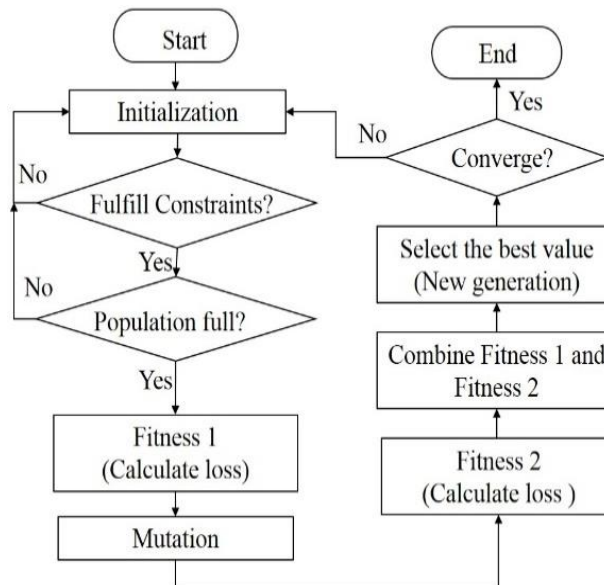 Start
Initialization
No
Fulfill Constraints?
Yes
No
Population full?
Yes
Fitness 1
(Calculate loss)
Mutation
End
Yes
No
Converge?
Select the best value
(New generation)
Combine Fitness 1 and
Fitness 2
Fitness 2
(Calculate loss )